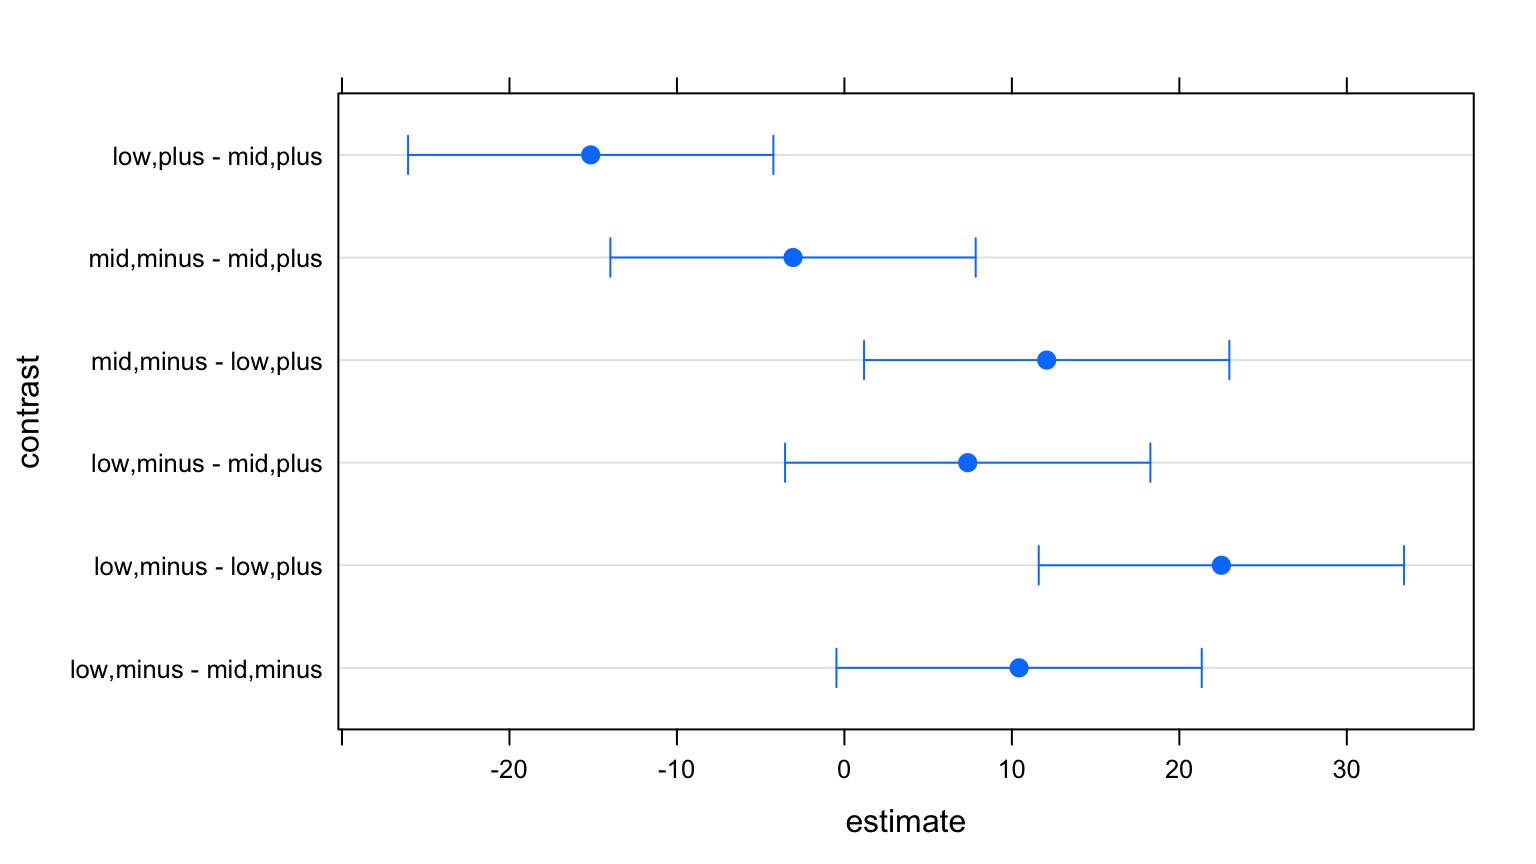 low,plus - mid,plus
mid,minus - mid,plus
mid,minus - low,plus
low,minus - mid,plus
low,minus - low,plus
low,minus - mid,minus
contrast
-20 -10 0 10 20 30
estimate